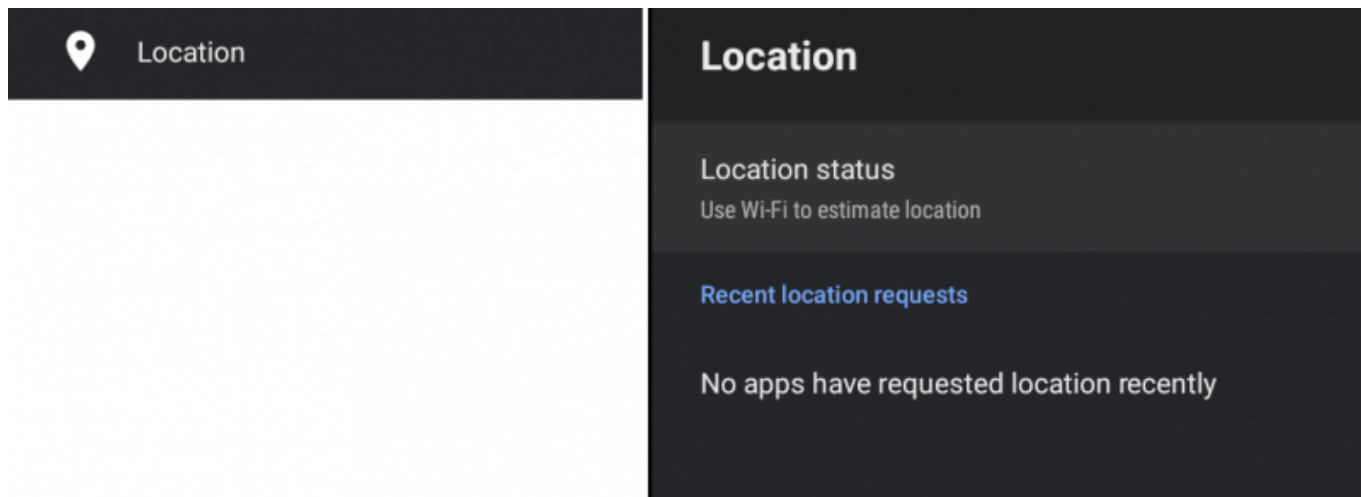 Location
Location
Location status
Use Wi-Fi to estimate location
Recent location requests
No apps have requested location recently